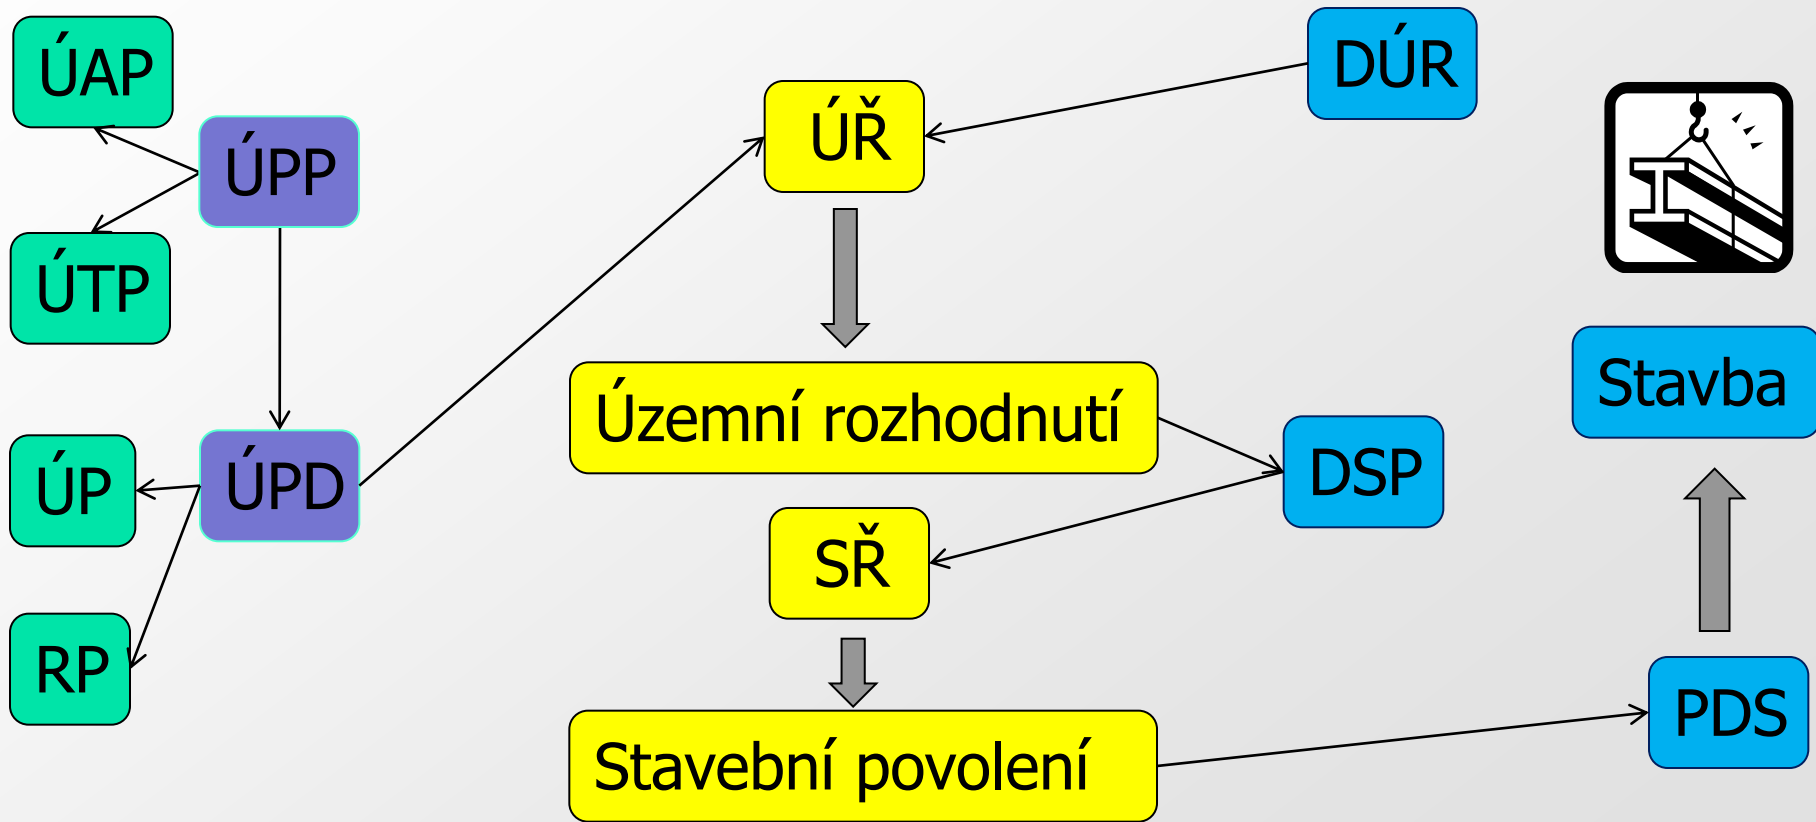 ÚAP
ÚPP
ÚTP
ÚP
ÚPD
RP
ÚŘ
DÚR
Územní rozhodnutí
DSP
SŘ
Stavební povolení
PDS
Stavba